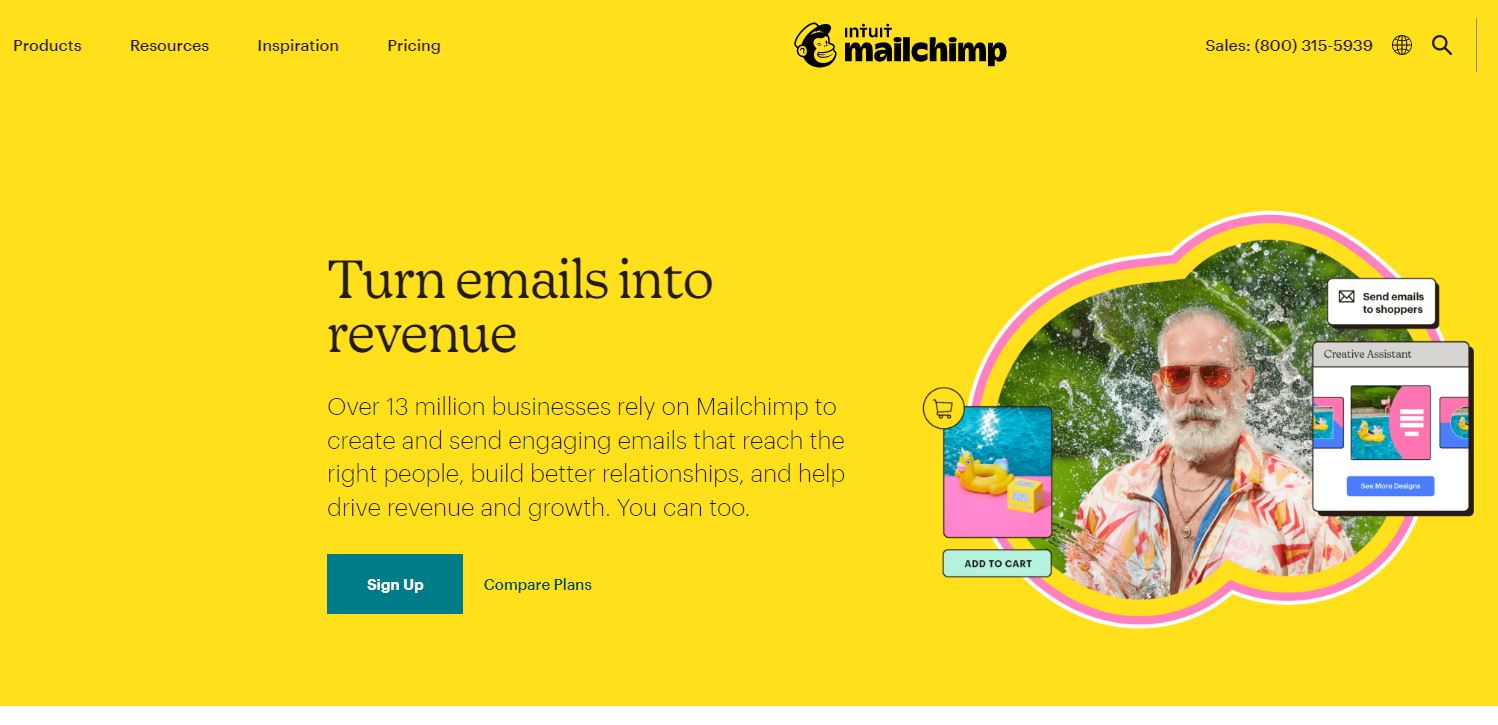 Products
Resources
Inspiration
Pricing
intuit
mailchimp
Sales: (800) 315-5939
Turn emails into
revenue
Over 13 million businesses rely on Mailchimp to
create and send engaging emails that reach the
right people, build better relationships, and help
drive revenue and growth. You can too.
Sign Up
Compare Plans
Send emails
to shoppers
Creative Assistant
See More Designs
ADD TO CART